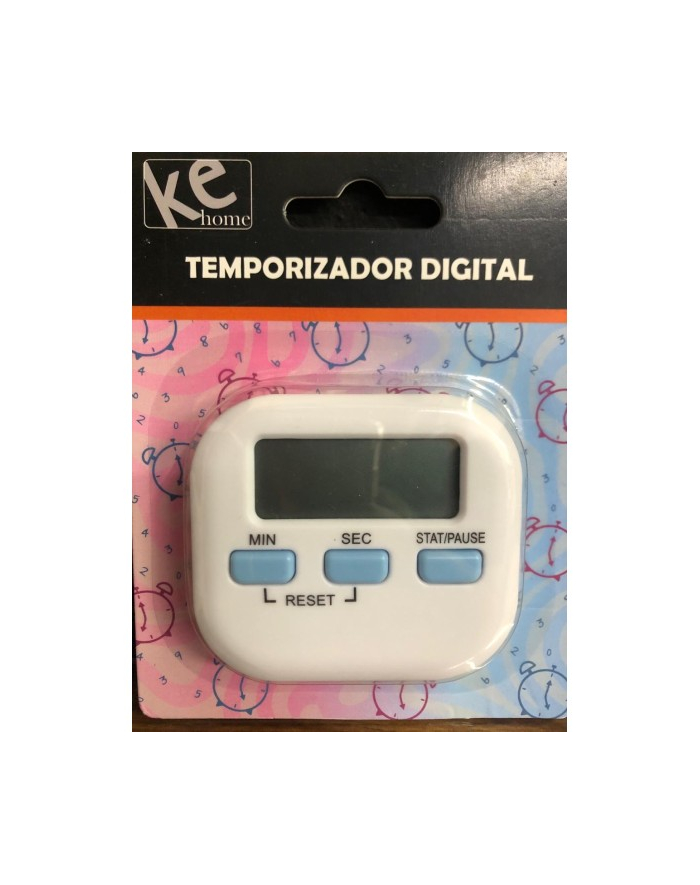 ke
home
TEMPORIZADOR DIGITAL
MIN SEC STAT/PAUSE
RESET